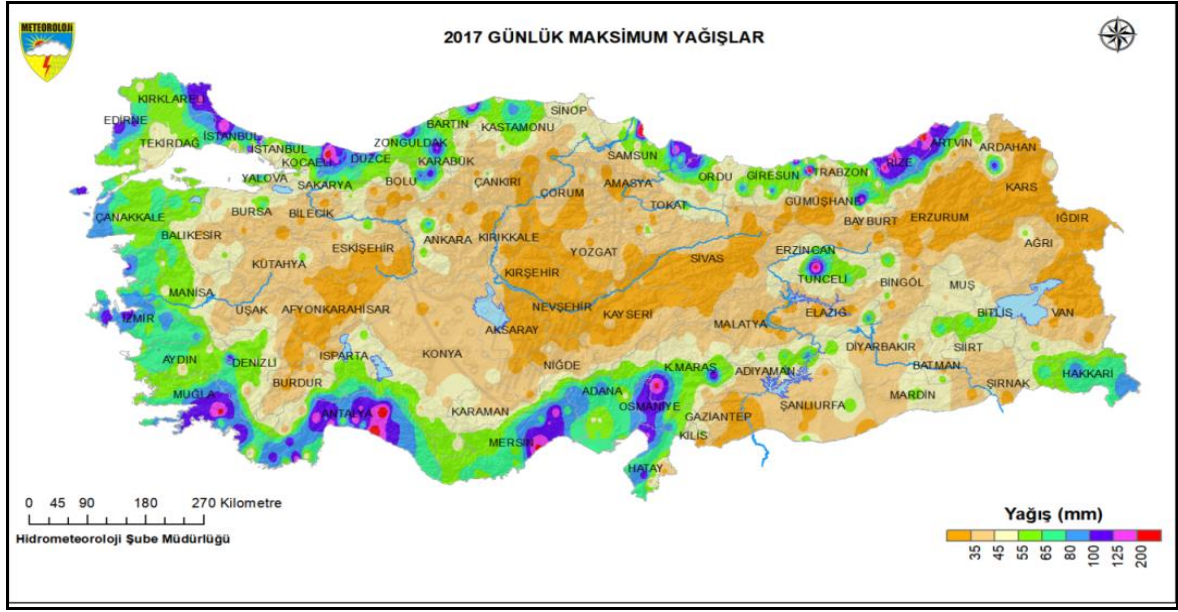 METEOROLOJİ
2017 GÜNLÜK MAKSİMUM YAĞIŞLAR
KIRKLARELİ
EDİRNE
TEKİRDAĞ
İSTANBUL
İSTANBUL
KOCAELİ
YALOVA
SAKARYA
DÜZCE
ZONGULDAK
BARTIN
KASTAMONU
SİNOP
KARABÜK
BOLU
ÇANKIRI
SAMSUN
ÇORUM
AMASYA
TOKAT
ORDU
GİRESUN
TRABZON
RİZE
ARTVİN
ARDAHAN
KARS
GÜMÜŞHANE
BAYBURT
ERZURUM
IĞDIR
AĞRI
ÇANAKKALE
BALIKESİR
BURSA
BİLECİK
ESKİŞEHİR
ANKARA
KIRIKKALE
YOZGAT
SİVAS
ERZİNCAN
TUNCELİ
BİNGÖL
MUŞ
BİTLİS
VAN
KÜTAHYA
MANİSA
İZMİR
UŞAK
AFYONKARAHİSAR
KIRŞEHİR
NEVŞEHİR
KAYSERİ
AKSARAY
MALATYA
ELAZIĞ
DİYARBAKIR
SİİRT
BATMAN
ŞIRNAK
HAKKARİ
AYDIN
DENİZLİ
ISPARTA
BURDUR
MUĞLA
ANTALYA
KONYA
KARAMAN
NİĞDE
MERSİN
ADANA
OSMANİYE
K.MARAŞ
ADIYAMAN
GAZİANTEP
KİLİS
HATAY
ŞANLIURFA
MARDİN
0 45 90 180 270 Kilometre
Hidrometeoroloji Şube Müdürlüğü
Yağış (mm)
35 45 55 65 80 100 125 200